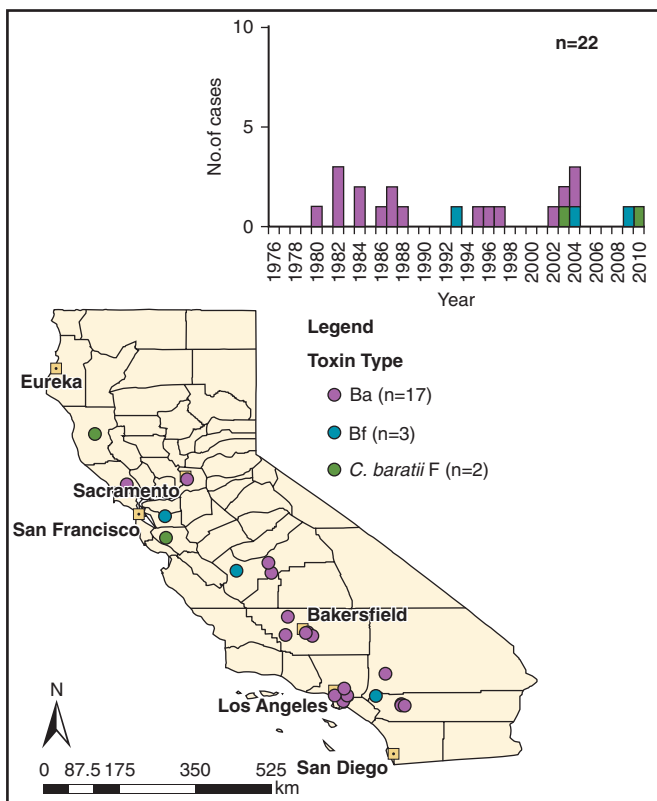 10
n=22
No.of cases
5
0
1976
1978
1980
1982
1984
1986
1988
1990
1992
1994
1996
1998
2000
2002
2004
2006
2008
2010
Year
Legend
Toxin Type
Ba (n=17)
Bf (n=3)
C. baratii F (n=2)
Eureka
Sacramento
San Francisco
Bakersfield
Los Angeles
San Diego
N
0 87.5 175 350 525
km